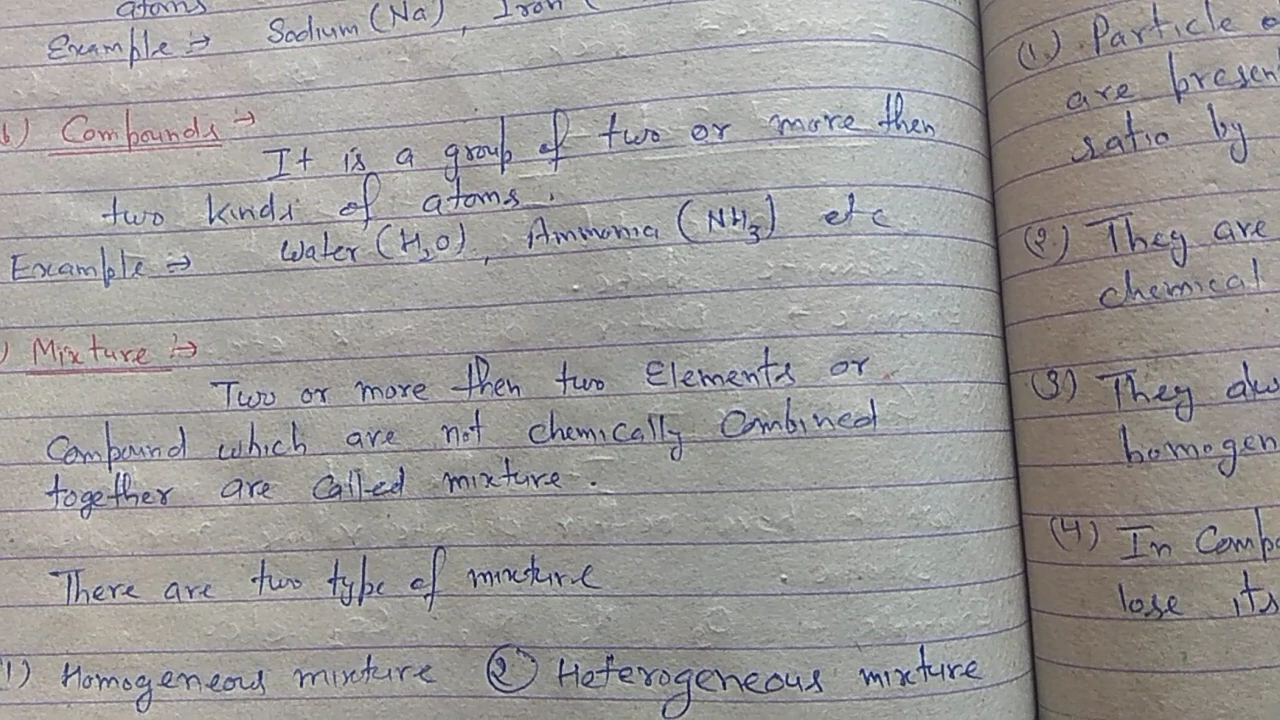 atoms
Example → Sodium (Na), Iron (
b) Compounds :→
It is a group of two or more then
two kinds of atoms.
Example → Water (H₂O), Ammonia (NH₃) etc
) Mixture :→
Two or more then two Elements or
Compound which are not chemically Combined
together are Called mixture.
There are two type of mixture
1) Homogeneous mixture ② Heterogeneous mixture
(1.) Particle
are presen
ratio by
(2.) They are
chemical
(3) They
homogen
(4) In Compo
lose its